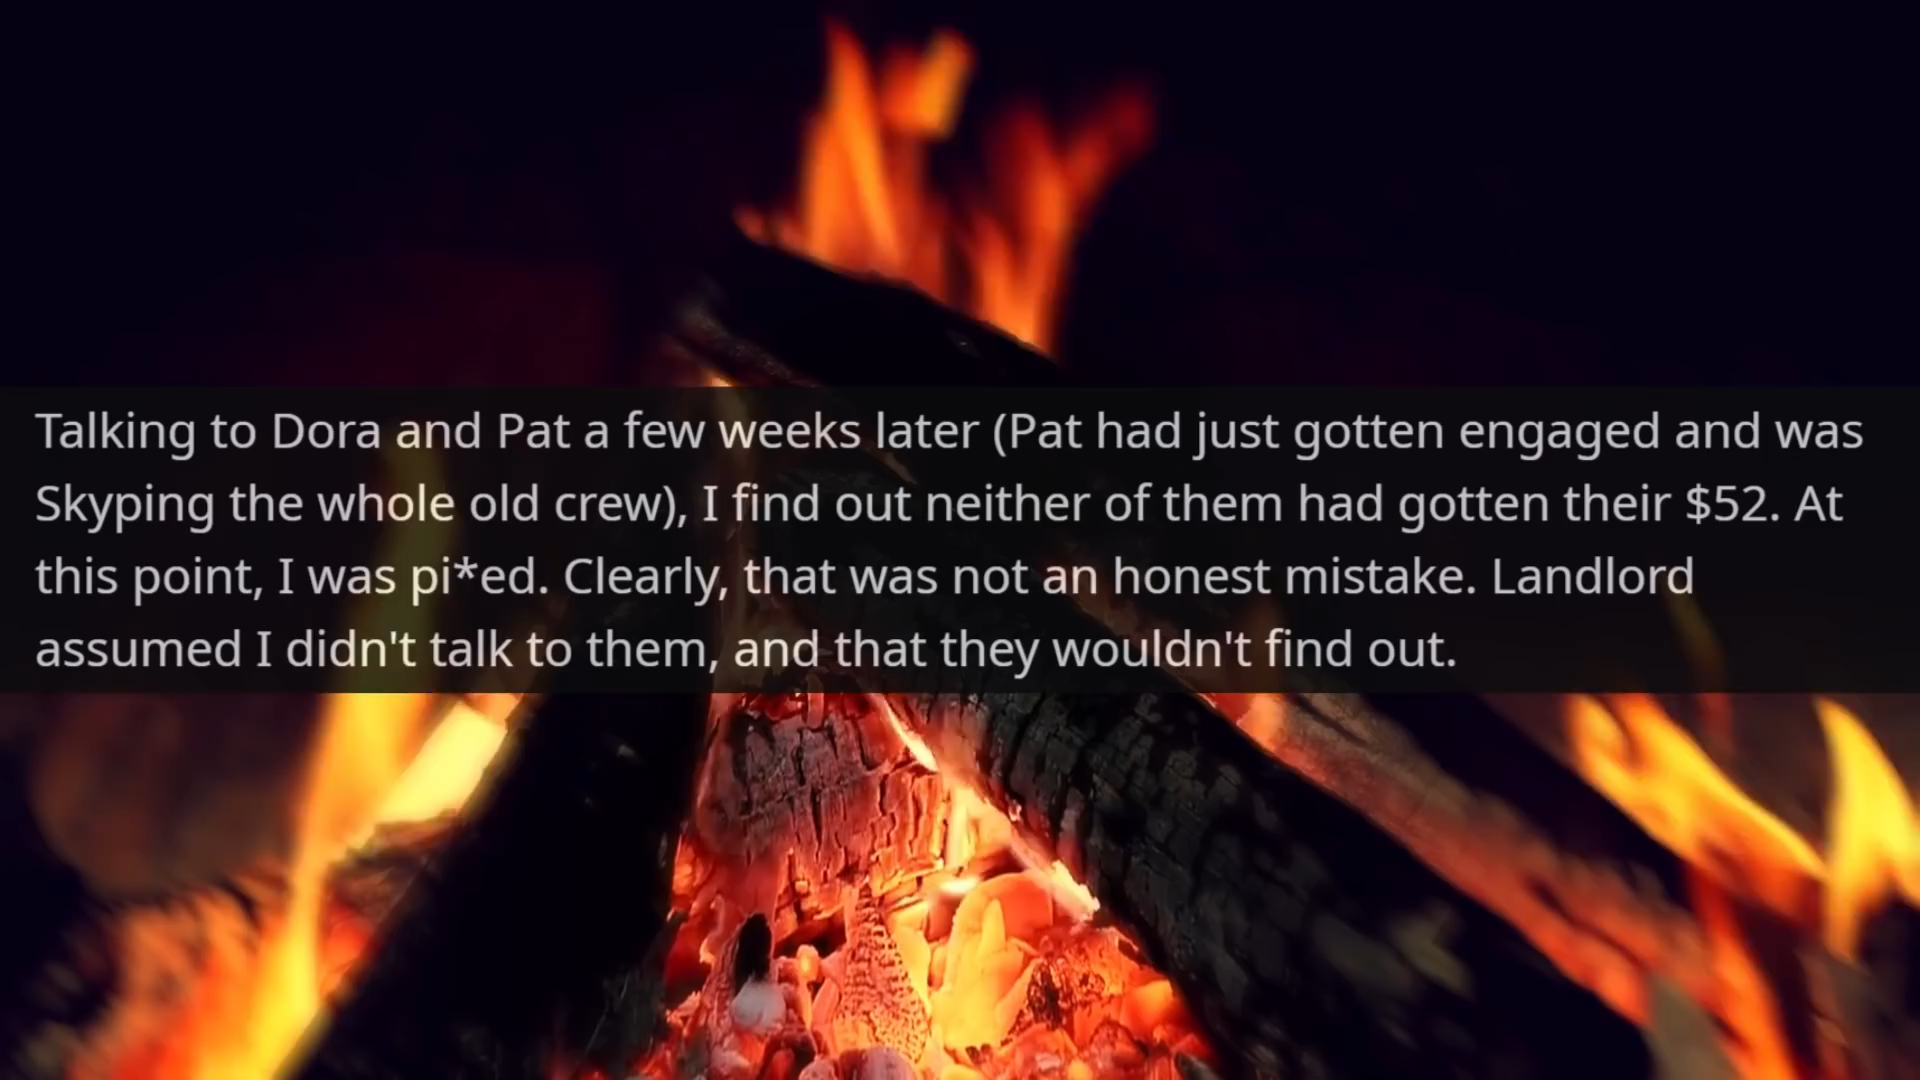 Talking to Dora and Pat a few weeks later (Pat had just gotten engaged and was
Skyping the whole old crew), I find out neither of them had gotten their $52. At
this point, I was pi*ed. Clearly, that was not an honest mistake. Landlord
assumed I didn't talk to them, and that they wouldn't find out.